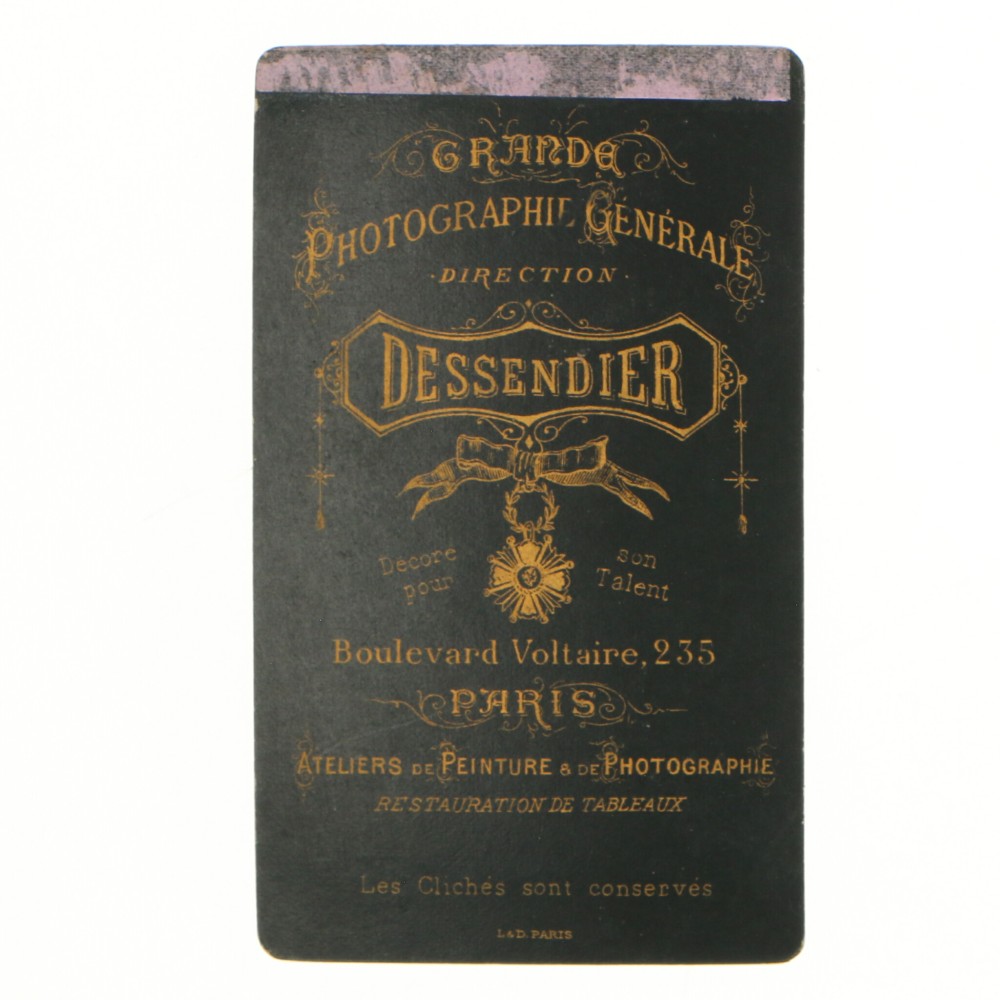 GRANDE
PHOTOGRAPHIE GÉNÉRALE
·DIRECTION·
DESSENDIER
Decore pour son Talent
Boulevard Voltaire, 235
PARIS
ATELIERS DE PEINTURE & DE PHOTOGRAPHIE
RESTAURATION DE TABLEAUX
Les Clichés sont conservés
L&D. PARIS